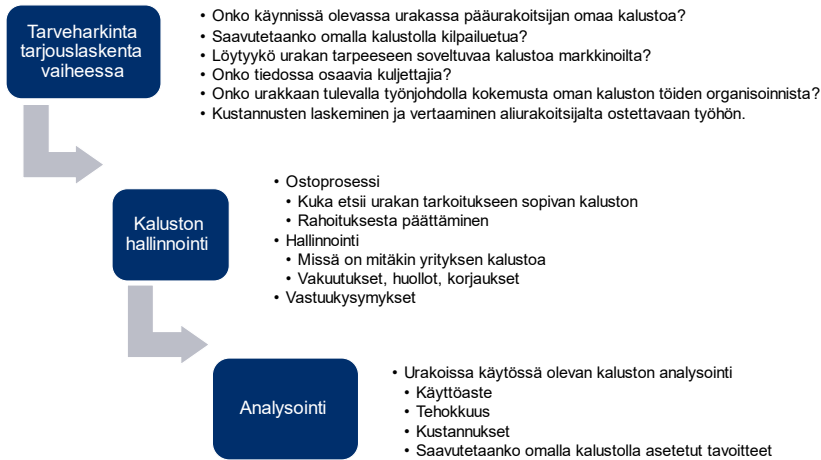 Tarveharkinta
tarjouslaskenta
vaiheessa
• Onko käynnissä olevassa urakassa pääurakoitsijan omaa kalustoa?
• Saavutetaanko omalla kalustolla kilpailuetua?
• Löytyykö urakan tarpeeseen soveltuvaa kalustoa markkinoilta?
• Onko tiedossa osaavia kuljettajia?
• Onko urakkaan tulevalla työnjohdolla kokemusta oman kaluston töiden organisoinnista?
• Kustannusten laskeminen ja vertaaminen aliurakoitsijalta ostettavaan työhön.
Kaluston
hallinnointi
• Ostoprosessi
• Kuka etsii urakan tarkoitukseen sopivan kaluston
• Rahoituksesta päättäminen
• Hallinnointi
• Missä on mitäkin yrityksen kalustoa
• Vakuutukset, huollot, korjaukset
• Vastuukysymykset
Analysointi
• Urakoissa käytössä olevan kaluston analysointi
• Käyttöaste
• Tehokkuus
• Kustannukset
• Saavutetaanko omalla kalustolla asetetut tavoitteet